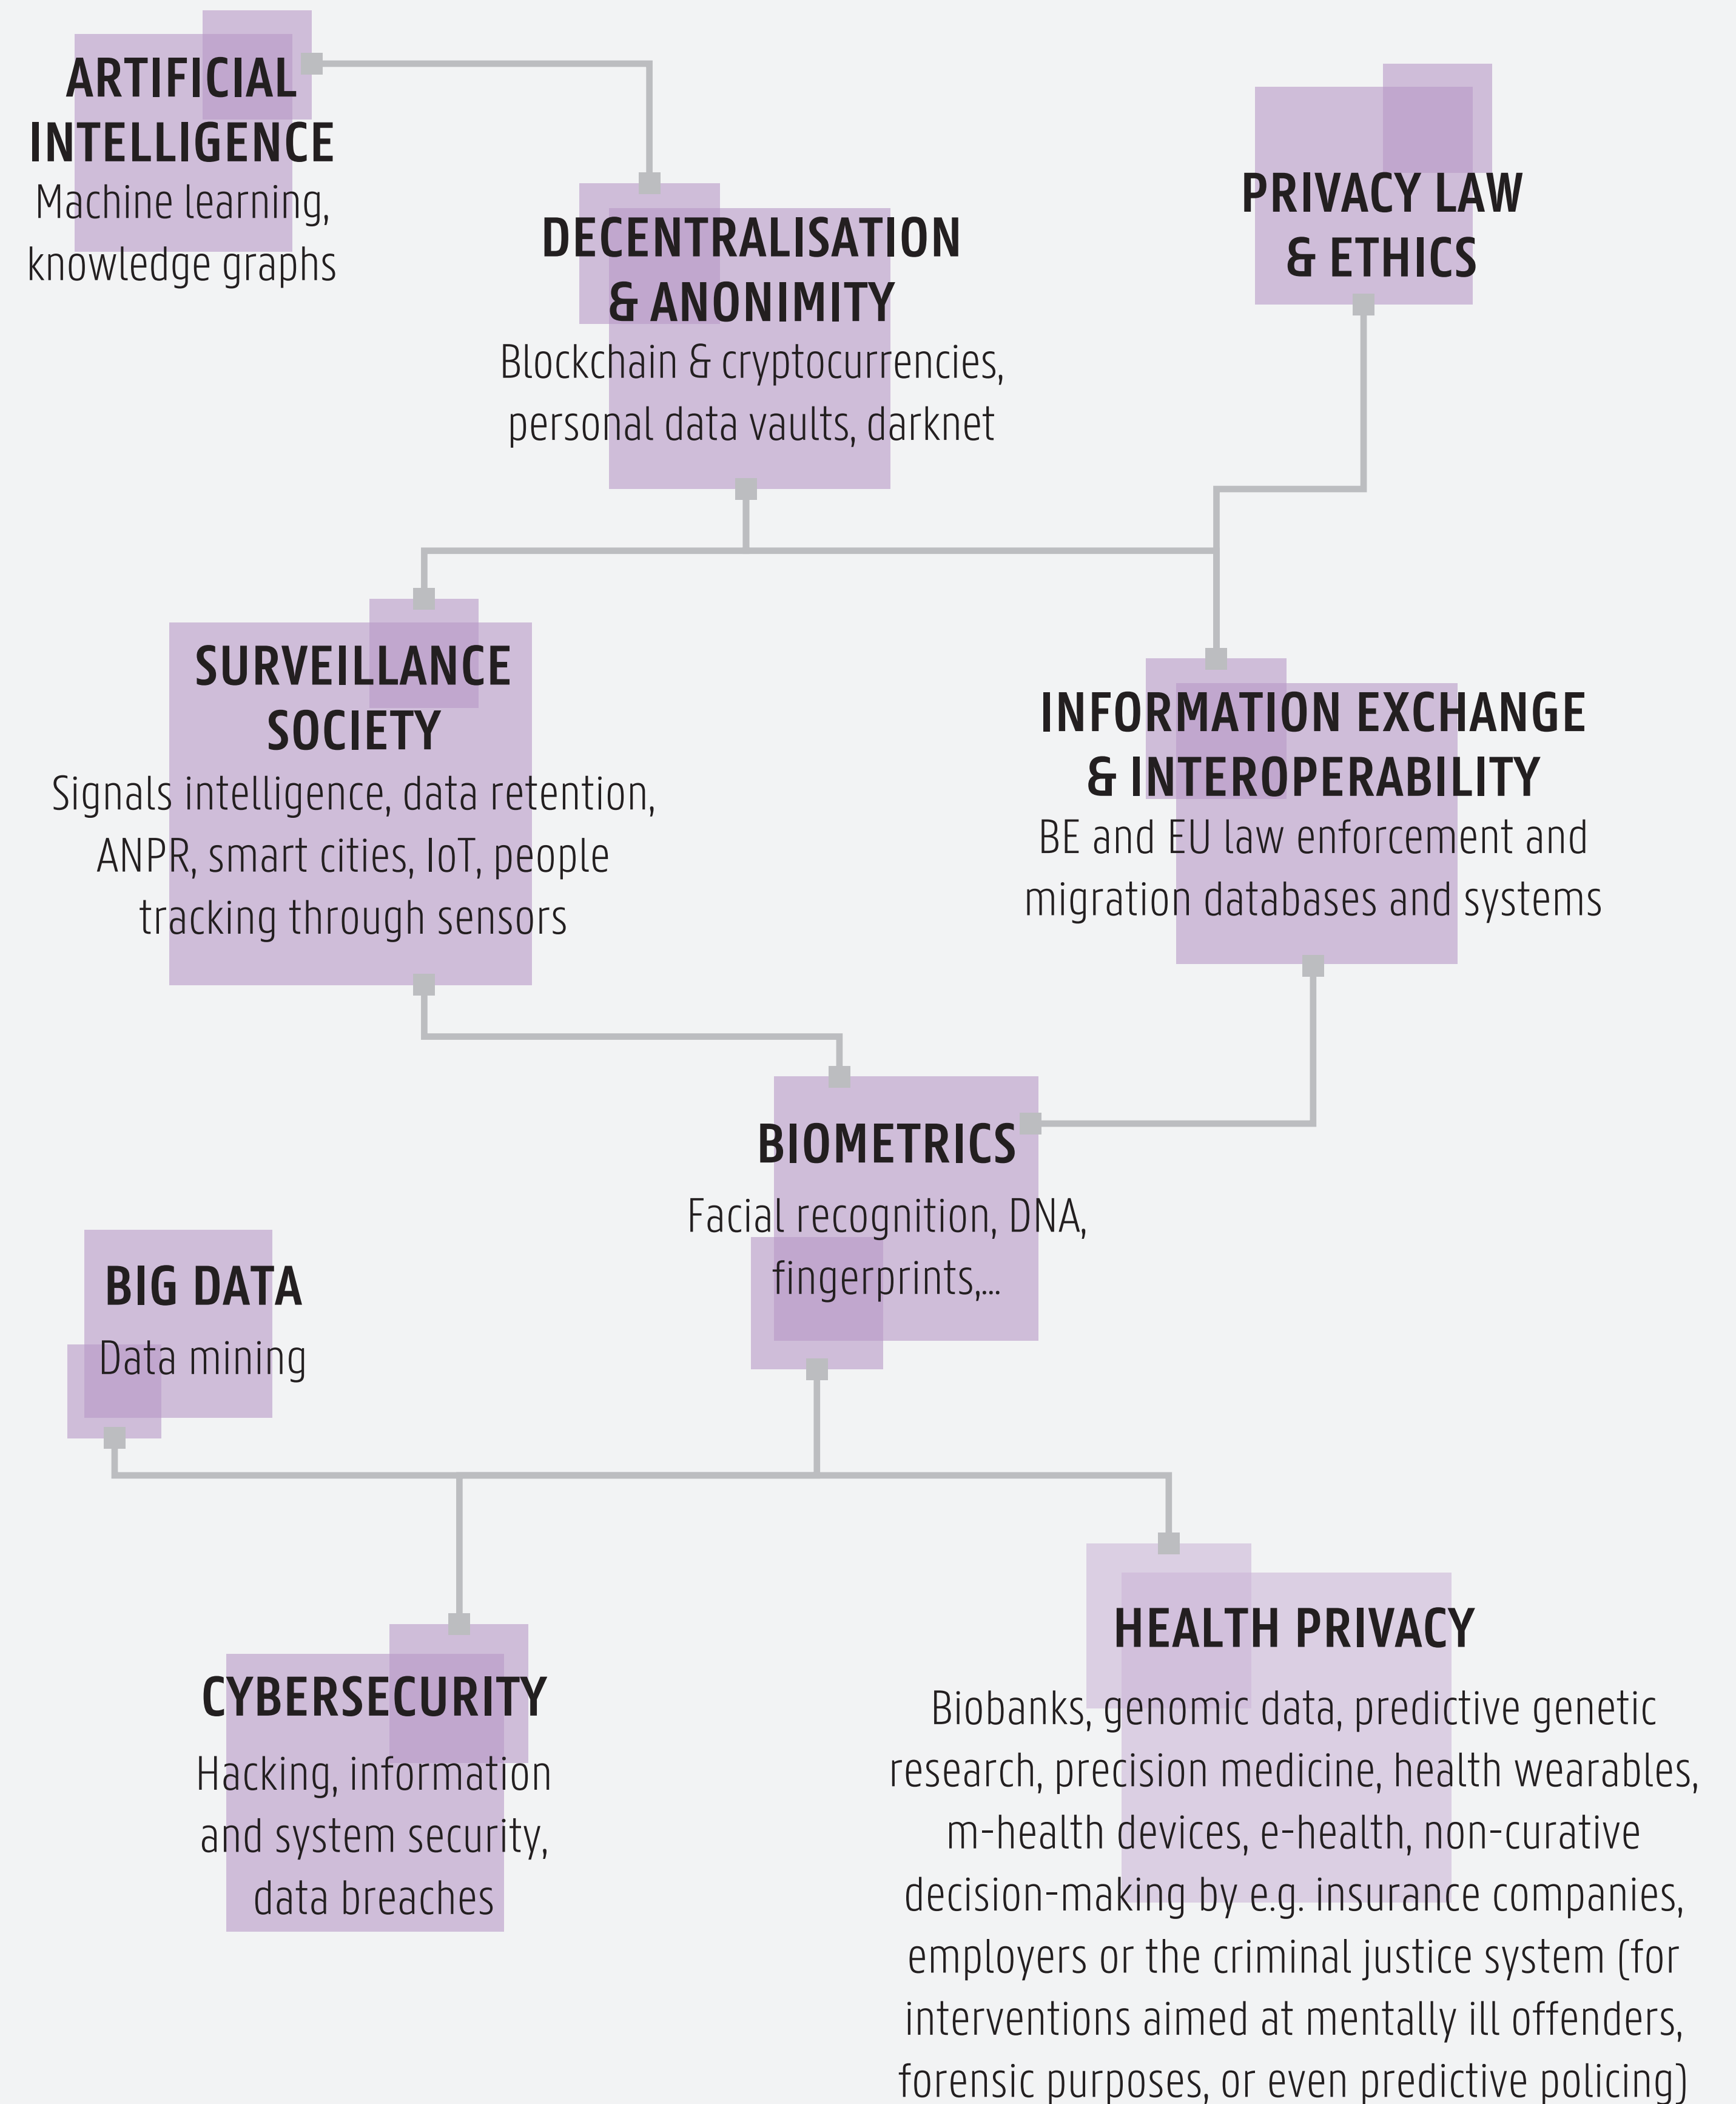 ARTIFICIAL
INTELLIGENCE
Machine learning,
knowledge graphs
PRIVACY LAW
& ETHICS
DECENTRALISATION
& ANONIMITY
Blockchain & cryptocurrencies,
personal data vaults, darknet
SURVEILLANCE
SOCIETY
Signals intelligence, data retention,
ANPR, smart cities, IoT, people
tracking through sensors
INFORMATION EXCHANGE
& INTEROPERABILITY
BE and EU law enforcement and
migration databases and systems
BIOMETRICS
Facial recognition, DNA,
fingerprints,...
BIG DATA
Data mining
CYBERSECURITY
Hacking, information
and system security,
data breaches
HEALTH PRIVACY
Biobanks, genomic data, predictive genetic
research, precision medicine, health wearables,
m-health devices, e-health, non-curative
decision-making by e.g. insurance companies,
employers or the criminal justice system (for
interventions aimed at mentally ill offenders,
forensic purposes, or even predictive policing)